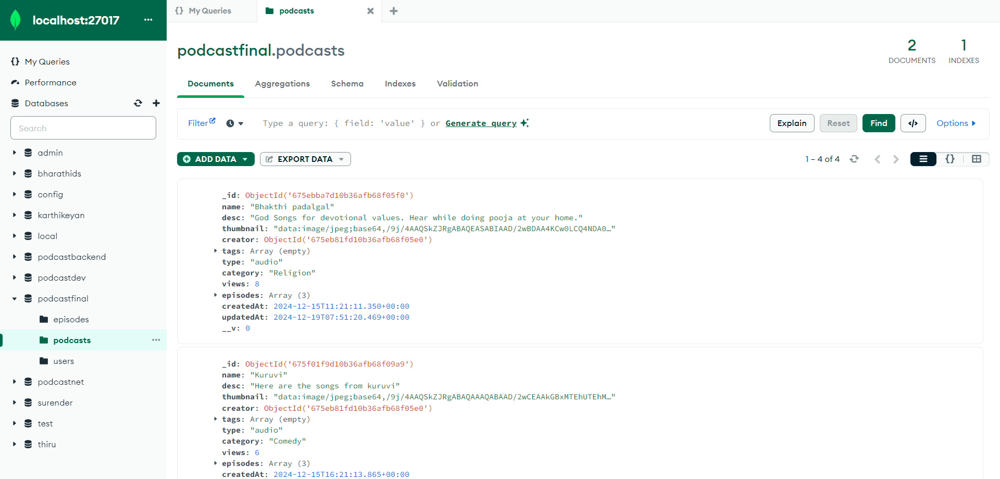 localhost:27017
My Queries
Performance
Databases
Search
admin
bharathids
config
karthikeyan
local
podcastbackend
podcastdev
podcastfinal
episodes
podcasts
users
podcastnet
surender
test
thiru
{} My Queries
podcasts
podcastfinal.podcasts
2
DOCUMENTS
1
INDEXES
Documents Aggregations Schema Indexes Validation
Filter Type a query: { field: 'value' } or Generate query Explain Reset Find </> Options
ADD DATA EXPORT DATA 1 – 4 of 4 {}
_id: ObjectId('675ebba7d10b36afb68f05f0')
name: "Bhakthi padalgal"
desc: "God Songs for devotional values. Hear while doing pooja at your home."
thumbnail: "data:image/jpeg;base64,/9j/4AAQSkZJRgABAQEASABIAAD/2wBDAA4KCw0LCQ4NDA0…"
creator: ObjectId('675eb81fd10b36afb68f05e0')
tags: Array (empty)
type: "audio"
category: "Religion"
views: 8
episodes: Array (3)
createdAt: 2024-12-15T11:21:11.350+00:00
updatedAt: 2024-12-19T07:51:20.469+00:00
__v: 0
_id: ObjectId('675f01f9d10b36afb68f09a9')
name: "Kuruvi"
desc: "Here are the songs from kuruvi"
thumbnail: "data:image/jpeg;base64,/9j/4AAQSkZJRgABAQAAAQABAAD/2wCEAAkGBxMTEhUTEhM…"
creator: ObjectId('675eb81fd10b36afb68f05e0')
tags: Array (empty)
type: "audio"
category: "Comedy"
views: 6
episodes: Array (3)
createdAt: 2024-12-15T16:21:13.865+00:00